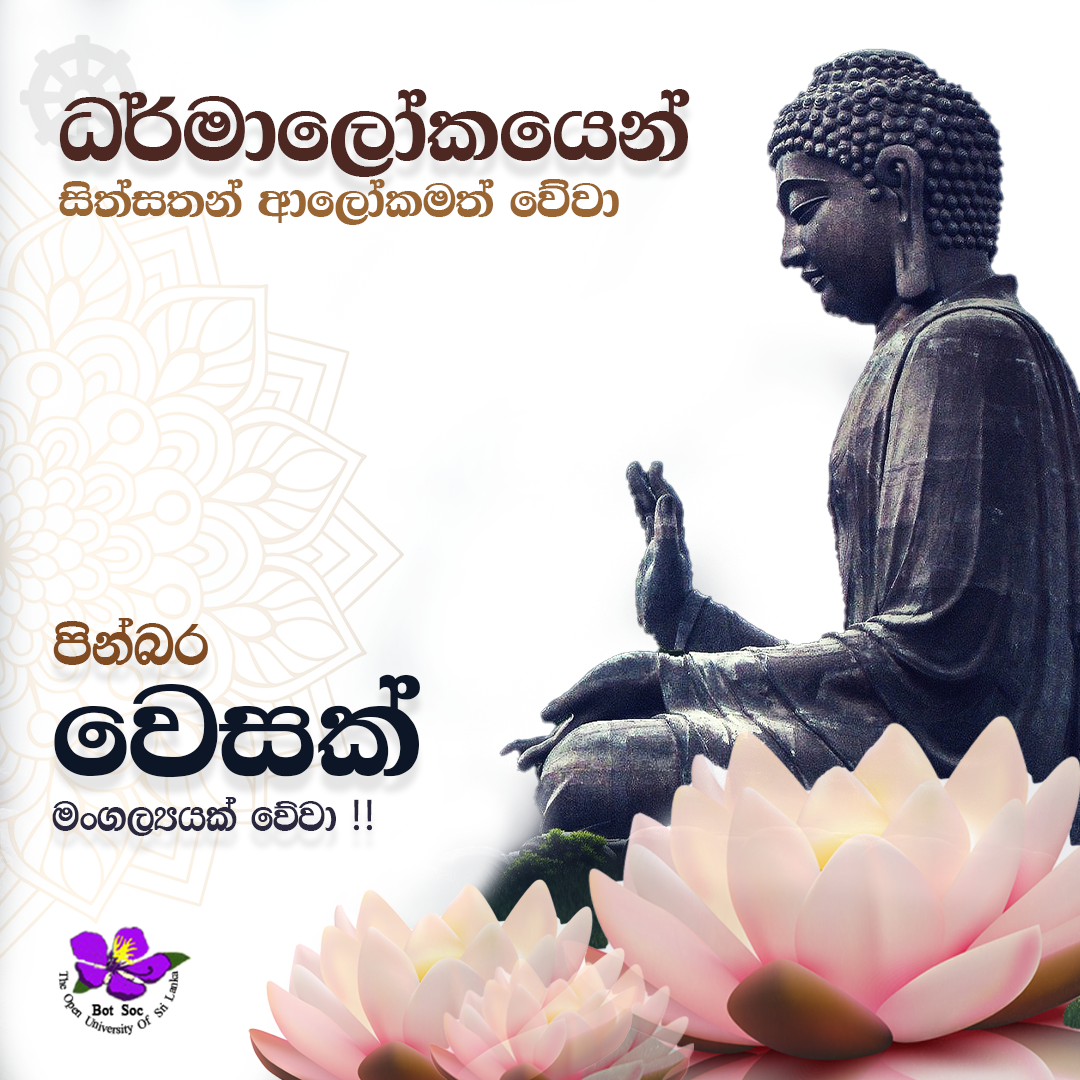 ධර්මාලෝකයෙන්
සිත්සතන් ආලෝකමත් වේවා
පින්බර
වෙසක්
මංගල්‍යයක් වේවා !!
Bot Soc
The Open University Of Sri Lanka